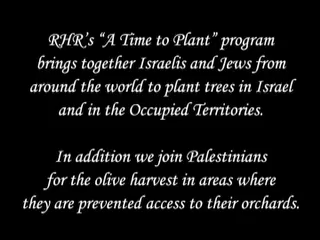 RHR's "A Time to Plant" program
brings together Israelis and Jews from
around the world to plant trees in Israel
and in the Occupied Territories.
In addition we join Palestinians
for the olive harvest in areas where
they are prevented access to their orchards.